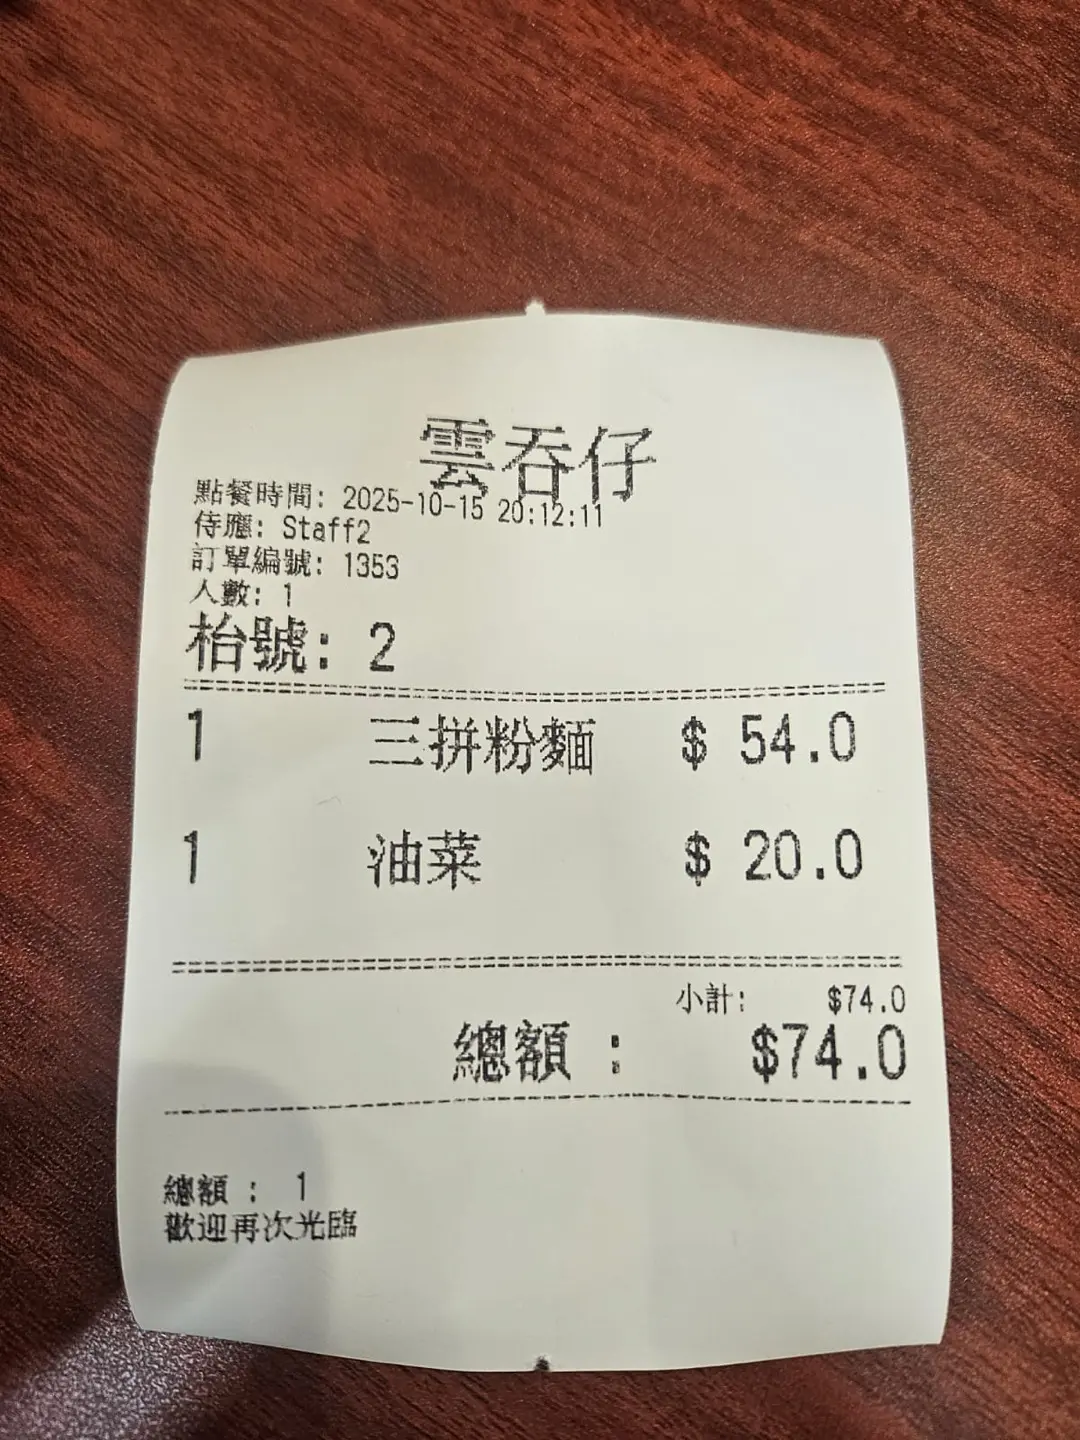 雲吞仔
點餐時間: 2025-10-15 20:12:11
侍應: Staff2
訂單編號: 1353
人數: 1
枱號: 2
1 三拼粉麵 $ 54.0
1 油菜 $ 20.0
小計: $74.0
總額 : $74.0
總額 : 1
歡迎再次光臨